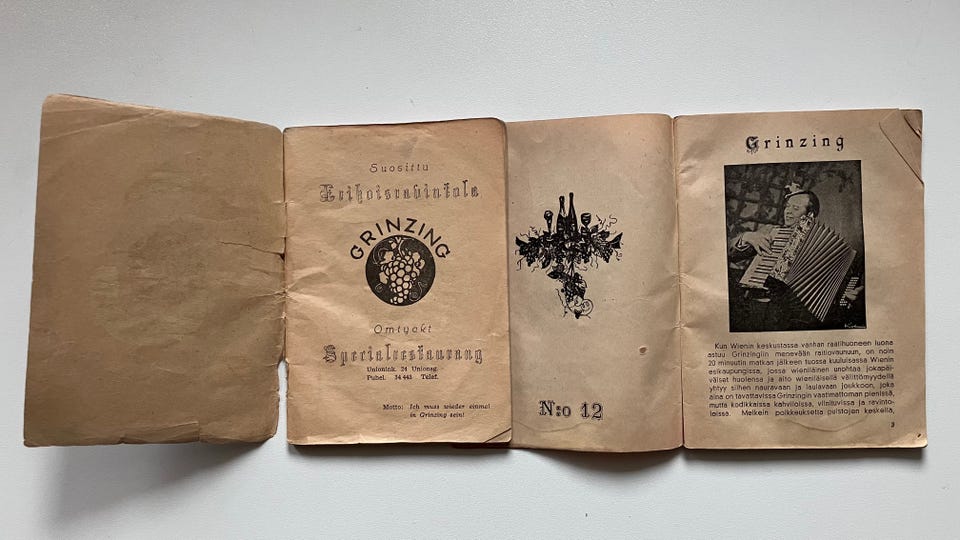 Suosittu
Erikoisravintola
GRINZING
Omtyckt
Specialrestaurang
Unionink. 24 Unionsg.
Puhel. 34 443 Telef.
Motto: Ich muss wieder einmal
in Grinzing sein!
N:o 12
Grinzing
Kun Wienin keskustassa vanhan raatihuoneen luona
astuu Grinzingiin menevään raitiovaunuun, on noin
20 minuutin matkan jälkeen tuossa kuuluisassa Wienin
esikaupungissa, jossa wieniläinen unohtaa jokapäi-
väiset huolensa ja aito wieniläisellä välittömyydellä
yhtyy siihen nauravaan ja laulavaan joukkoon, joka
aina on tavattavissa Grinzingin vaatimattoman pienissä,
mutta kodikkaissa kahviloissa, viinituvissa ja ravinto-
loissa. Melkein poikkeuksetta puistojen keskellä,
3